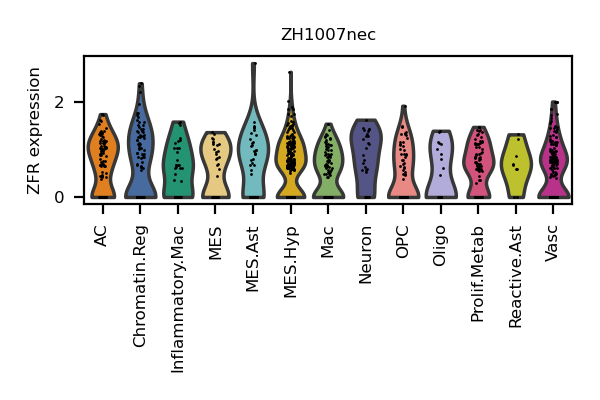 ZH1007nec
ZFR expression
2
0
AC
Chromatin.Reg
Inflammatory.Mac
MES
MES.Ast
MES.Hyp
Mac
Neuron
OPC
Oligo
Prolif.Metab
Reactive.Ast
Vasc